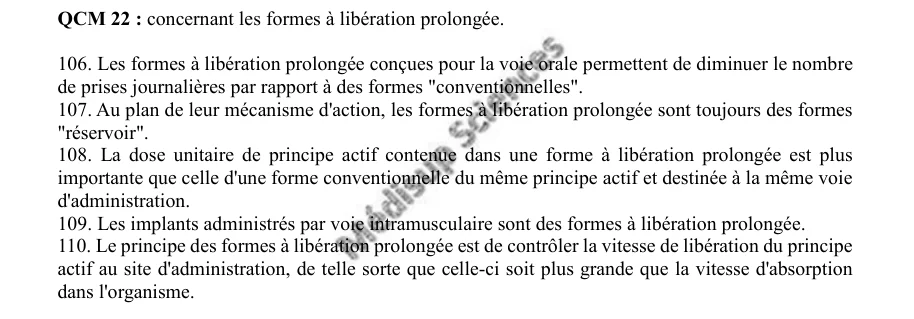 QCM 22 : concernant les formes à libération prolongée.
106. Les formes à libération prolongée conçues pour la voie orale permettent de diminuer le nombre
de prises journalières par rapport à des formes "conventionnelles".
107. Au plan de leur mécanisme d'action, les formes à libération prolongée sont toujours des formes
"réservoir".
108. La dose unitaire de principe actif contenue dans une forme à libération prolongée est plus
importante que celle d'une forme conventionnelle du même principe actif et destinée à la même voie
d'administration.
109. Les implants administrés par voie intramusculaire sont des formes à libération prolongée.
110. Le principe des formes à libération prolongée est de contrôler la vitesse de libération du principe
actif au site d'administration, de telle sorte que celle-ci soit plus grande que la vitesse d'absorption
dans l'organisme.
Médisup Sciences